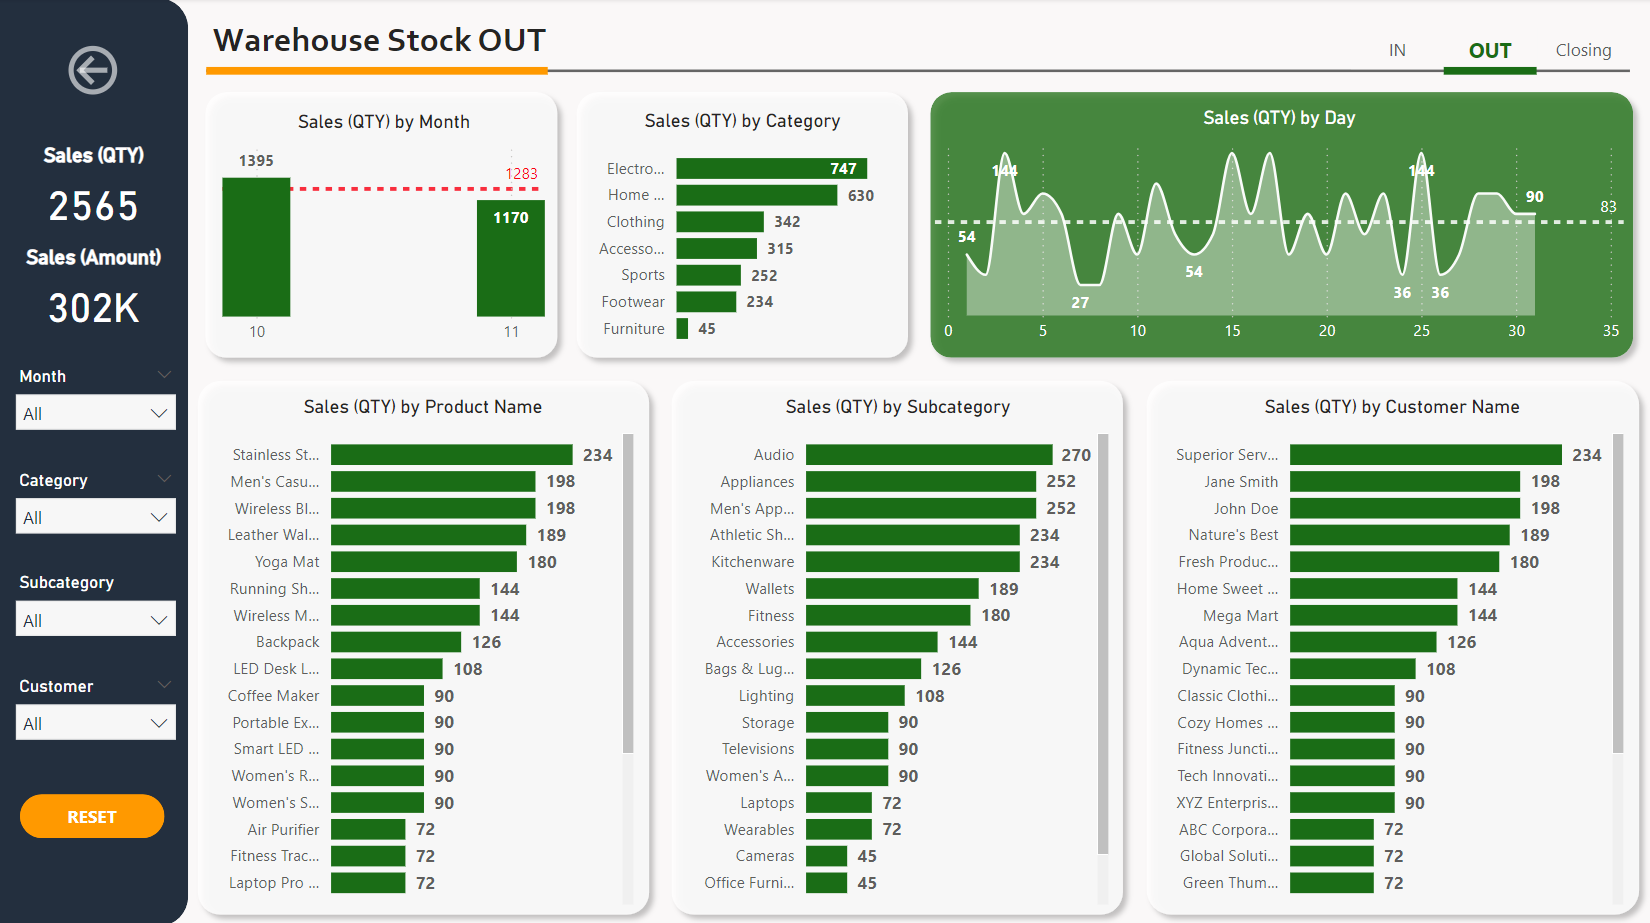 Warehouse Stock OUT
IN
OUT
Closing
Sales (QTY)
2565
Sales (Amount)
302K
Month
All
Category
All
Subcategory
All
Customer
All
RESET
Sales (QTY) by Month
1395
1283
1170
10
11
Sales (QTY) by Category
Electro... 747
Home ... 630
Clothing 342
Accesso... 315
Sports 252
Footwear 234
Furniture 45
Sales (QTY) by Day
144
144
90
83
54
54
27
36
36
0 5 10 15 20 25 30 35
Sales (QTY) by Product Name
Stainless St... 234
Men's Casu... 198
Wireless Bl... 198
Leather Wal... 189
Yoga Mat 180
Running Sh... 144
Wireless M... 144
Backpack 126
LED Desk L... 108
Coffee Maker 90
Portable Ex... 90
Smart LED ... 90
Women's R... 90
Women's S... 90
Air Purifier 72
Fitness Trac... 72
Laptop Pro ... 72
Sales (QTY) by Subcategory
Audio 270
Appliances 252
Men's App... 252
Athletic Sh... 234
Kitchenware 234
Wallets 189
Fitness 180
Accessories 144
Bags & Lug... 126
Lighting 108
Storage 90
Televisions 90
Women's A... 90
Laptops 72
Wearables 72
Cameras 45
Office Furni... 45
Sales (QTY) by Customer Name
Superior Serv... 234
Jane Smith 198
John Doe 198
Nature's Best 189
Fresh Produc... 180
Home Sweet ... 144
Mega Mart 144
Aqua Advent... 126
Dynamic Tec... 108
Classic Clothi... 90
Cozy Homes ... 90
Fitness Juncti... 90
Tech Innovati... 90
XYZ Enterpris... 90
ABC Corpora... 72
Global Soluti... 72
Green Thum... 72